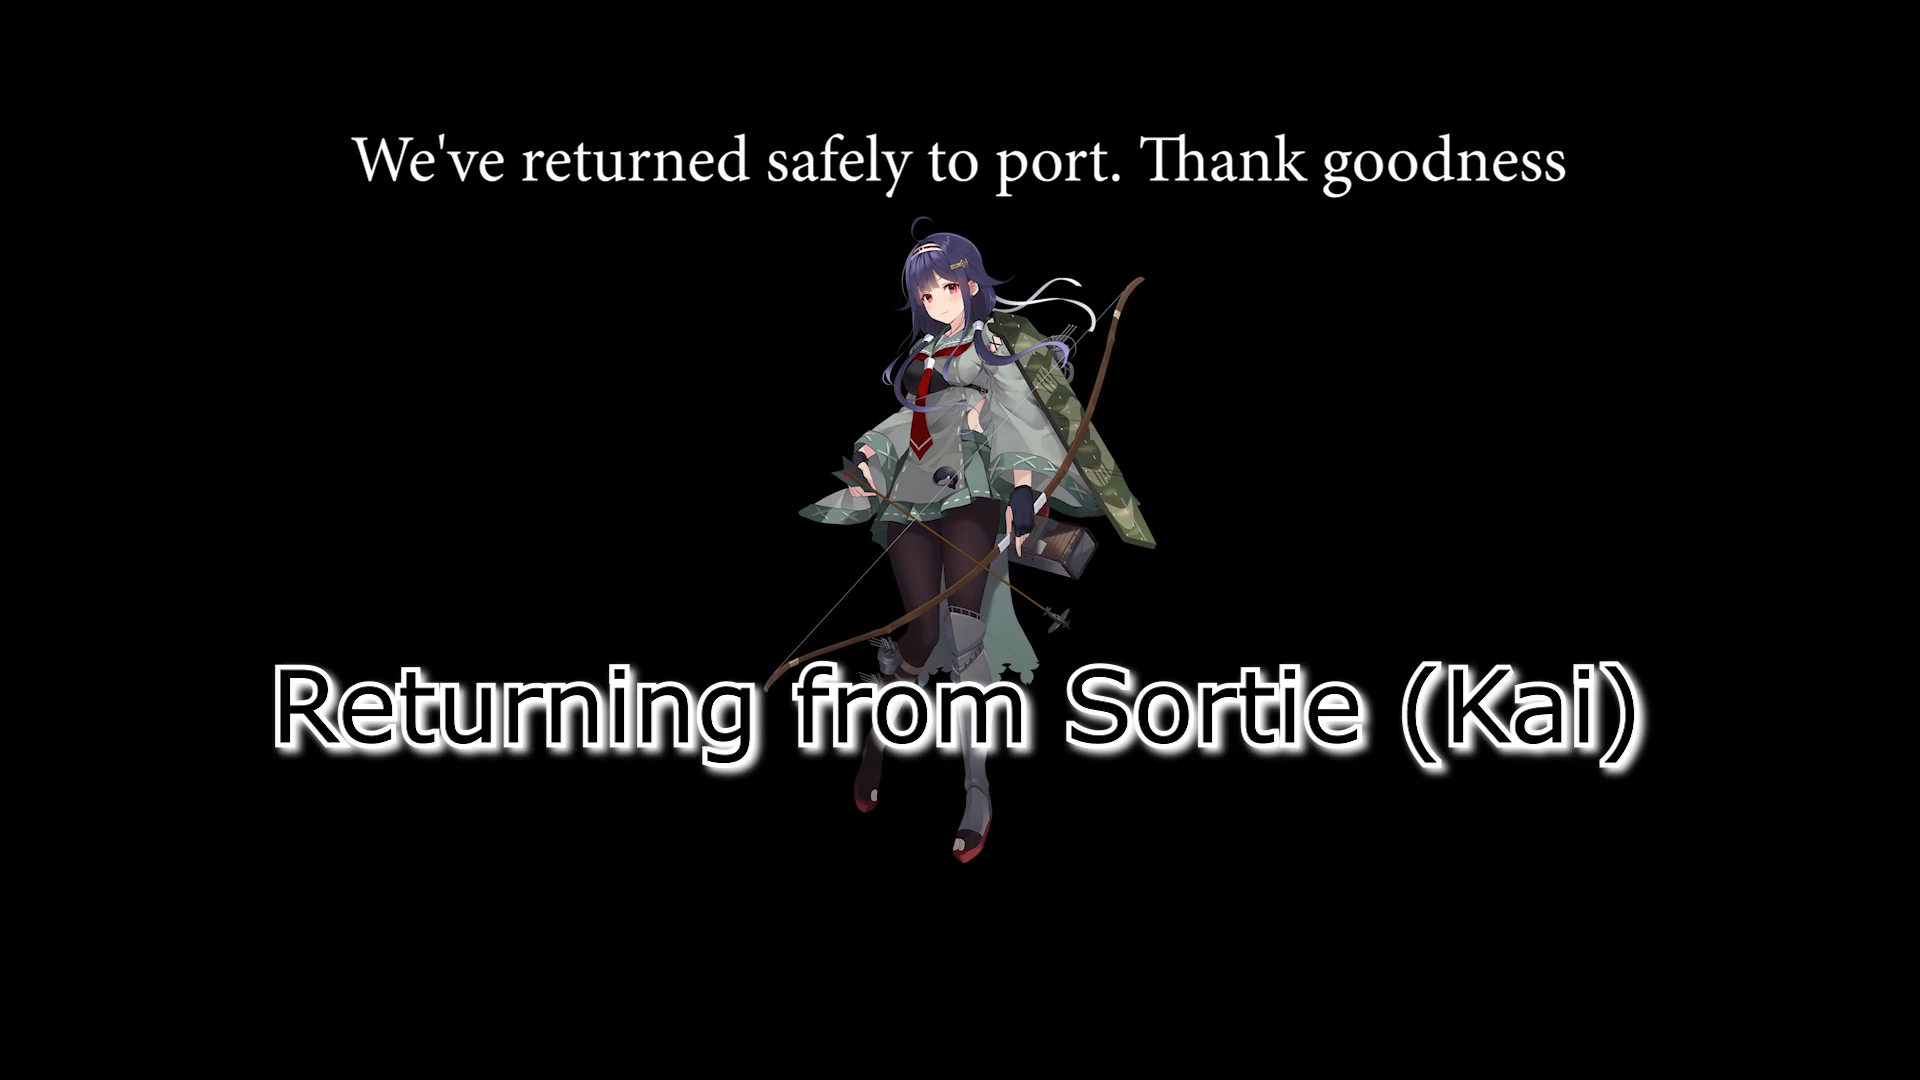 We've returned safely to port. Thank goodness
Returning from Sortie (Kai)